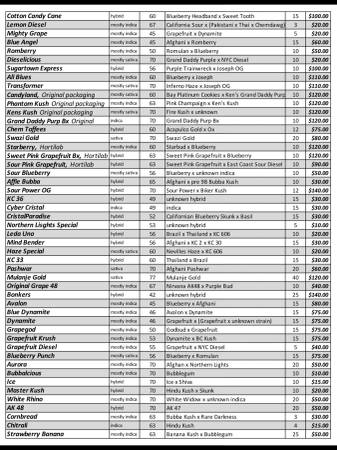 Cotton Candy Cane hybrid 60 Blueberry Headband x Sweet Tooth 15 $100.00
Lemon Diesel mostly indica 67 California Sour x (Pakistani x Thai x Chemdawg) 3 $20.00
Mighty Grape mostly indica 65 Grapefruit x Dynamite 5 $20.00
Blue Angel mostly indica 45 Afghani x Romberry 15 $60.00
Romberry mostly indica 50 Romulan x Blueberry 10 $50.00
Dieselicious mostly sativa 60 Grand Daddy Purple x NYC Diesel 10 $20.00
Sugartown Express hybrid 56 Purple Trainwreck x Joseph OG 10 $100.00
All Blues mostly indica 60 Blueberry x Joseph 10 $110.00
Transformer mostly sativa 70 Inferno Haze x Joseph OG 10 $110.00
Candyland, Original packaging mostly sativa 60 Bay Platinum Cookies x Ken's Grand Daddy Purp 10 $120.00
Phantom Kush Original packaging mostly indica 63 Pink Champaign x Ken's Kush 10 $120.00
Kens Kush Original packaging mostly indica 70 Fire Kush x unknown 10 $120.00
Grand Daddy Purp Bx Original indica 70 Grand Daddy Purp Bx 10 $120.00
Chem Taffees hybrid 60 Acapulco Gold x Ox 12 $75.00
Swazi Gold sativa 70 Swazi Gold 20 $80.00
Starberry, Hortilab mostly indica 60 Starbud x Blueberry 10 $110.00
Sweet Pink Grapefruit Bx, Hortilab hybrid 63 Sweet Pink Grapefruit x Blueberry 10 $120.00
Sour Pink Grapefruit, Hortilab hybrid 63 Sweet Pink Grapefruit x East Coast Sour Diesel 10 $90.00
Sour Blueberry mostly sativa 56 Blueberry x unknown indica 10 $50.00
Affie Bubba hybrid 65 Afghani x pre 98 Bubba Kush 10 $30.00
Sour Power OG hybrid 70 Sour Power x Biker Kush 12 $140.00
KC 36 hybrid 49 unknown hybrid 15 $30.00
Cyber Cristal indica 49 indica 15 $30.00
CristalParadise hybrid 52 Californian Blueberry Skunk x Basil 15 $30.00
Northern Lights Special hybrid 53 unknown hybrid 5 $10.00
Leda Uno hybrid 56 Brazil x Thailand x KC 606 10 $20.00
Mind Bender hybrid 56 Afghani x KC 2 x KC 30 15 $30.00
Haze Special mostly sativa 60 Nevilles Haze x KC 606 10 $20.00
KC 33 hybrid 60 Thailand x Brazil 15 $30.00
Pashwar sativa 70 Afghani Pashwar 20 $60.00
Mulanje Gold sativa 77 Mulanje Gold 40 $120.00
Original Grape 48 mostly indica 67 x Purple Bud 10 $40.00
Bonkers hybrid 42 unknown hybrid 25 $140.00
Avalon mostly indica 45 Blueberry x Afghani 15 $80.00
Blue Dynamite mostly indica 46 Avalon x Dynamite 15 $75.00
Dynamite mostly indica 46 Grapefruit x (Grapefruit x unknown strain) 15 $75.00
Grapegod mostly indica 50 Godbud x Grapefruit 15 $75.00
Grapefruit Krush mostly indica 53 Dynamite x BC Kush 15 $75.00
Grapefruit Diesel mostly indica 55 Grapefruit x NYC Diesel 5 $40.00
Blueberry Punch mostly sativa 56 Blueberry x Romulan 15 $75.00
Aurora mostly indica 70 Afghan x Northern Lights 20 $50.00
Bubbalicious mostly indica 70 Bubblegum 10 $10.00
Ice hybrid 70 Ice x Shiva 10 $15.00
Master Kush hybrid 70 Hindu Kush x Skunk 10 $20.00
White Rhino mostly indica 70 White Widow x unknown indica 20 $50.00
AK 48 hybrid 70 AK 47 20 $50.00
Cornbread mostly indica 63 Bubba Kush x Rare Darkness 3 $30.00
Chitrali indica 63 Hindu Kush 4 $15.00
Strawberry Banana mostly indica 63 Banana Kush x Bubblegum 25 $50.00